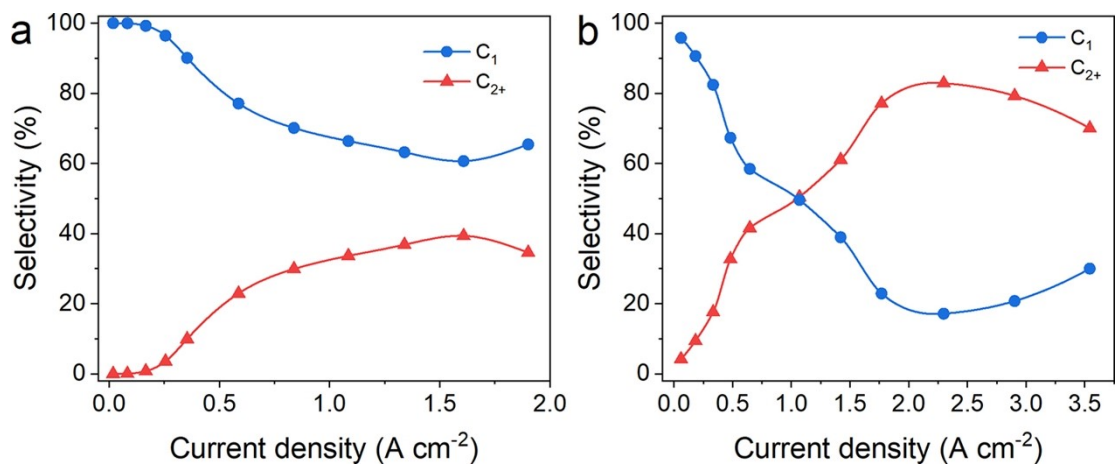 a
100
80
60
40
20
0
Selectivity (%)
C₁
C₂₊
0.0 0.5 1.0 1.5 2.0
Current density (A cm⁻²)
b
100
80
60
40
20
0
Selectivity (%)
C₁
C₂₊
0.0 0.5 1.0 1.5 2.0 2.5 3.0 3.5
Current density (A cm⁻²)